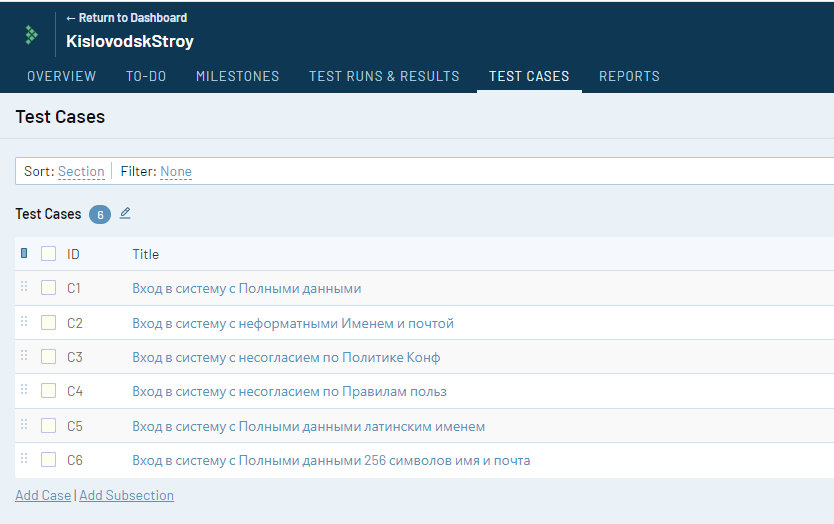 ← Return to Dashboard
KislovodskStroy
OVERVIEW TO-DO MILESTONES TEST RUNS & RESULTS TEST CASES REPORTS
Test Cases
Sort: Section Filter: None
Test Cases 6
ID Title
C1 Вход в систему с Полными данными
C2 Вход в систему с неформатными Именем и почтой
C3 Вход в систему с несогласием по Политике Конф
C4 Вход в систему с несогласием по Правилам польз
C5 Вход в систему с Полными данными латинским именем
C6 Вход в систему с Полными данными 256 символов имя и почта
Add Case | Add Subsection